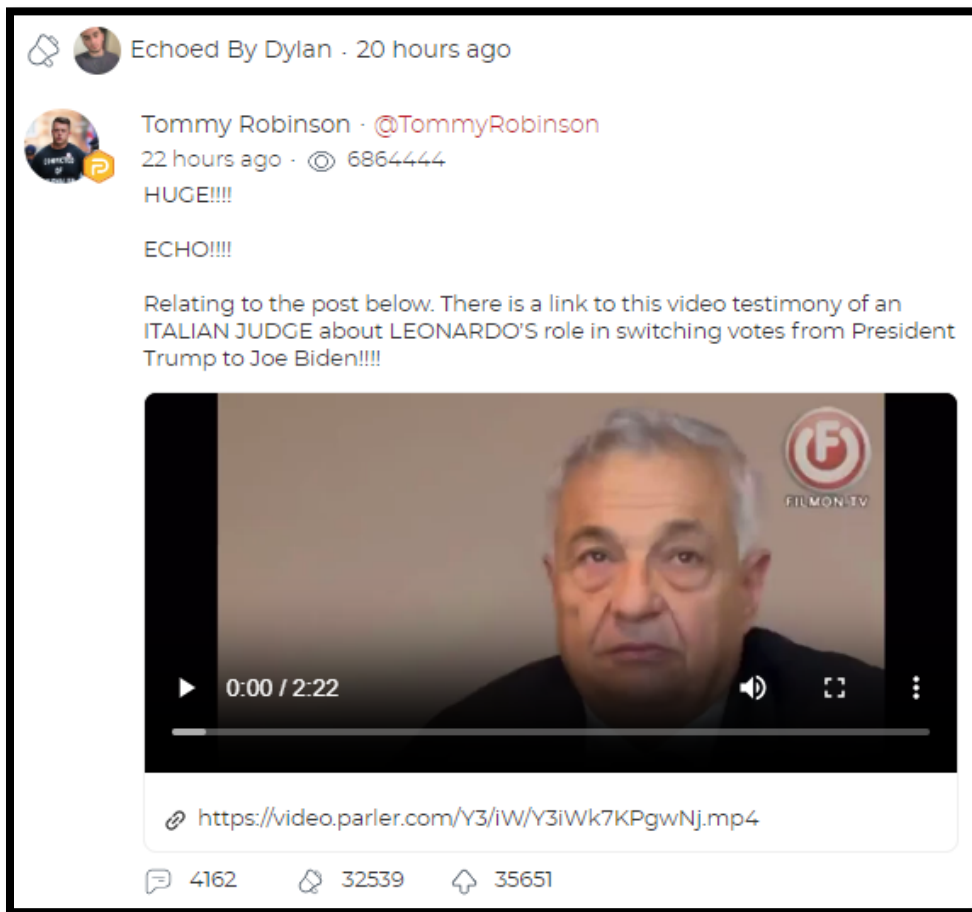 Echoed By Dylan · 20 hours ago
Tommy Robinson · @TommyRobinson
22 hours ago · 6864444
HUGE!!!!
ECHO!!!!
Relating to the post below. There is a link to this video testimony of an
ITALIAN JUDGE about LEONARDO'S role in switching votes from President
Trump to Joe Biden!!!!
F
FILMON TV
0:00 / 2:22
https://video.parler.com/Y3/iW/Y3iWk7KPgwNj.mp4
4162 32539 35651